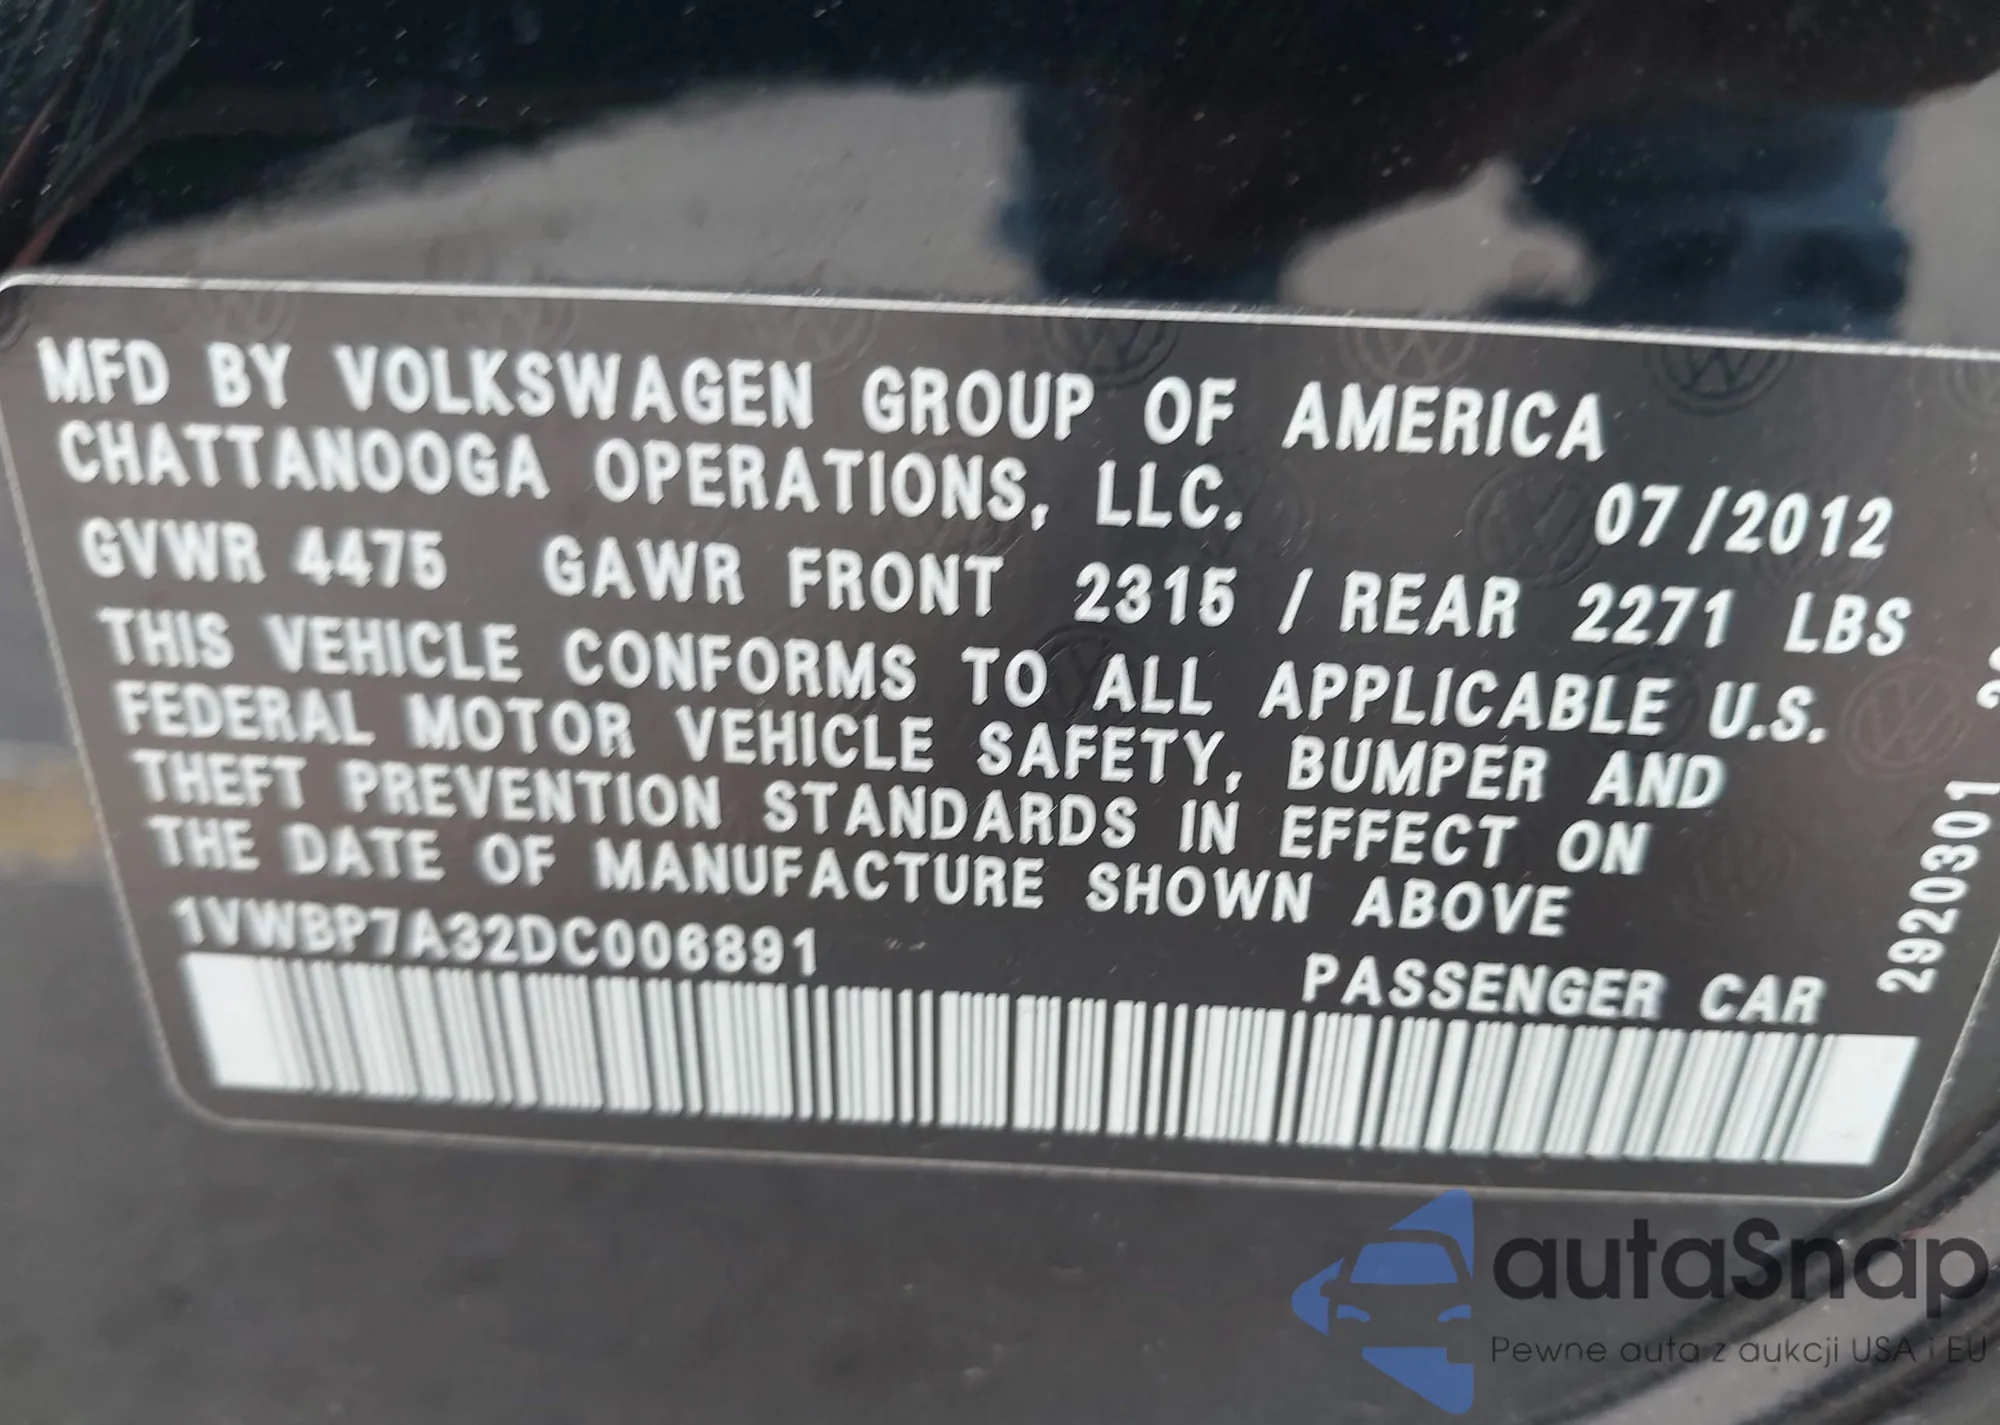 MFD BY VOLKSWAGEN GROUP OF AMERICA
CHATTANOOGA OPERATIONS, LLC.
07/2012
GVWR 4475 GAWR FRONT 2315 / REAR 2271 LBS
THIS VEHICLE CONFORMS TO ALL APPLICABLE U.S.
FEDERAL MOTOR VEHICLE SAFETY, BUMPER AND
THEFT PREVENTION STANDARDS IN EFFECT ON
THE DATE OF MANUFACTURE SHOWN ABOVE
1VWBP7A32DC006891
PASSENGER CAR
2920301
autaSnap
Pewne auta z aukcji USA i EU